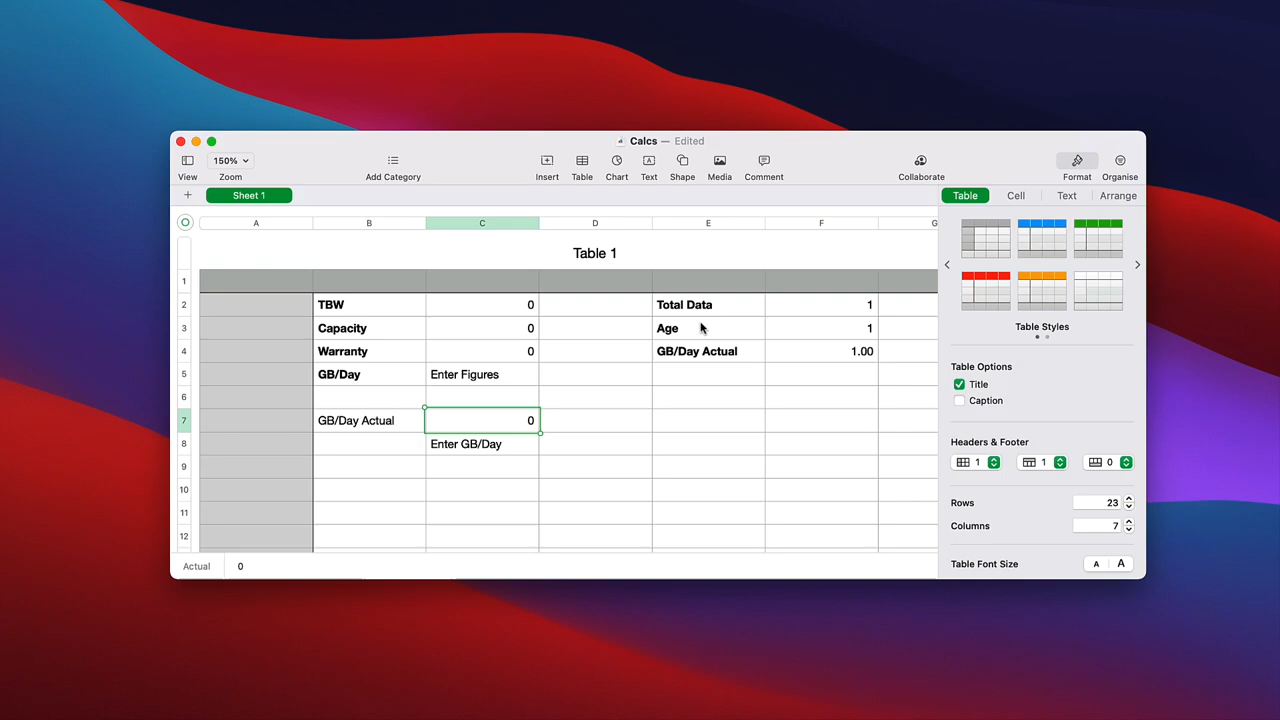 Calcs — Edited
150%
View Zoom Add Category Insert Table Chart Text Shape Media Comment Collaborate Format Organise
+ Sheet 1 Table Cell Text Arrange
A B C D E F G
Table 1
1
2 TBW 0 Total Data 1
3 Capacity 0 Age 1
4 Warranty 0 GB/Day Actual 1.00
5 GB/Day Enter Figures
6
7 GB/Day Actual 0
8 Enter GB/Day
9
10
11
12
Actual 0
Table Styles
Table Options
Title
Caption
Headers & Footer
1 1 0
Rows 23
Columns 7
Table Font Size A A